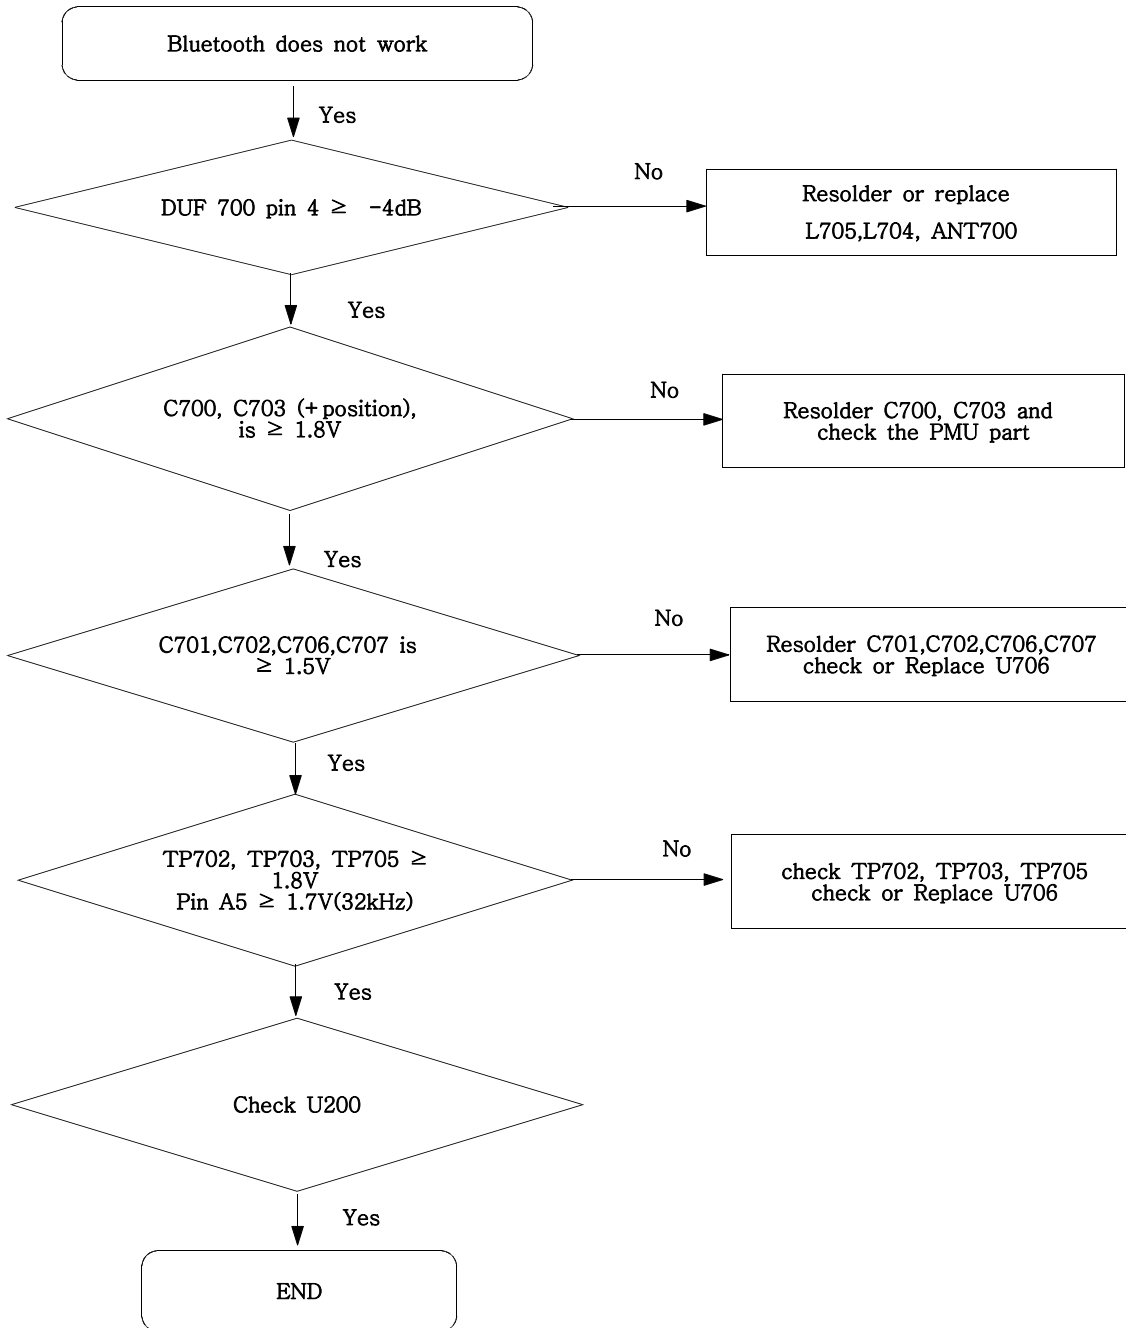 Bluetooth does not work
Yes
DUF 700 pin 4 ≥ -4dB
No
Resolder or replace
L705,L704, ANT700
Yes
C700, C703 (+position),
is ≥ 1.8V
No
Resolder C700, C703 and
check the PMU part
Yes
C701,C702,C706,C707 is
≥ 1.5V
No
Resolder C701,C702,C706,C707
check or Replace U706
Yes
TP702, TP703, TP705 ≥
1.8V
Pin A5 ≥ 1.7V(32kHz)
No
check TP702, TP703, TP705
check or Replace U706
Yes
Check U200
Yes
END